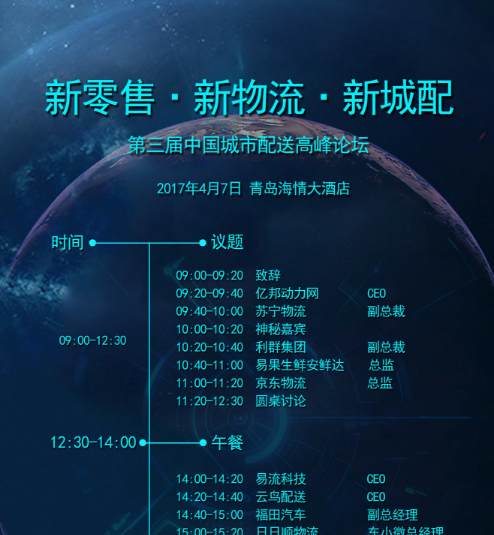 新零售·新物流·新城配
第三届中国城市配送高峰论坛
2017年4月7日 青岛海情大酒店
时间 议题
09:00-09:20 致辞
09:20-09:40 亿邦动力网 CEO
09:40-10:00 苏宁物流 副总裁
10:00-10:20 神秘嘉宾
09:00-12:30
10:20-10:40 利群集团 副总裁
10:40-11:00 易果生鲜安鲜达 总监
11:00-11:20 京东物流 总监
11:20-12:30 圆桌讨论
12:30-14:00 午餐
14:00-14:20 易流科技 CEO
14:20-14:40 云鸟配送 CEO
14:40-15:00 福田汽车 副总经理
15:00-15:20 日日顺物流 车小微总经理